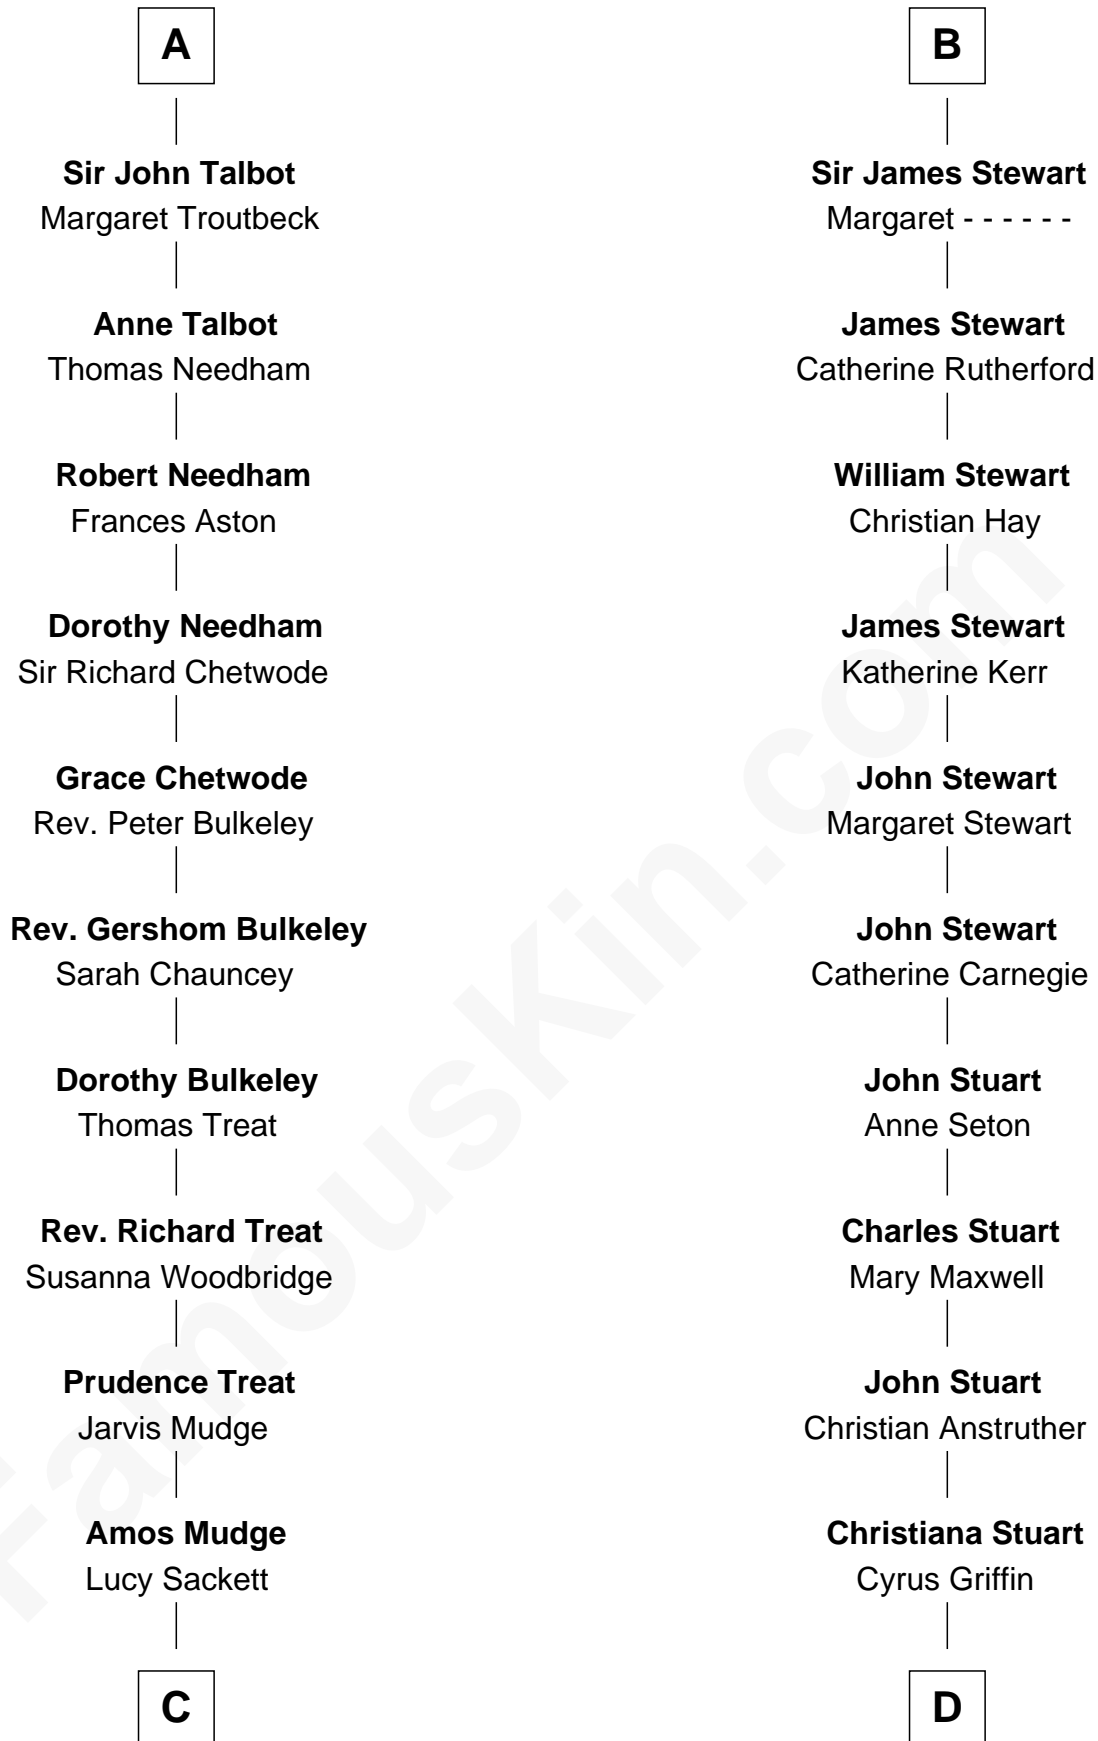 A
Sir John Talbot
Margaret Troutbeck
Anne Talbot
Thomas Needham
Robert Needham
Frances Aston
Dorothy Needham
Sir Richard Chetwode
Grace Chetwode
Rev. Peter Bulkeley
Rev. Gershom Bulkeley
Sarah Chauncey
Dorothy Bulkeley
Thomas Treat
Rev. Richard Treat
Susanna Woodbridge
Prudence Treat
Jarvis Mudge
Amos Mudge
Lucy Sackett
C
B
Sir James Stewart
Margaret - - - - - -
James Stewart
Catherine Rutherford
William Stewart
Christian Hay
James Stewart
Katherine Kerr
John Stewart
Margaret Stewart
John Stewart
Catherine Carnegie
John Stuart
Anne Seton
Charles Stuart
Mary Maxwell
John Stuart
Christian Anstruther
Christiana Stuart
Cyrus Griffin
D
FamousKin.com